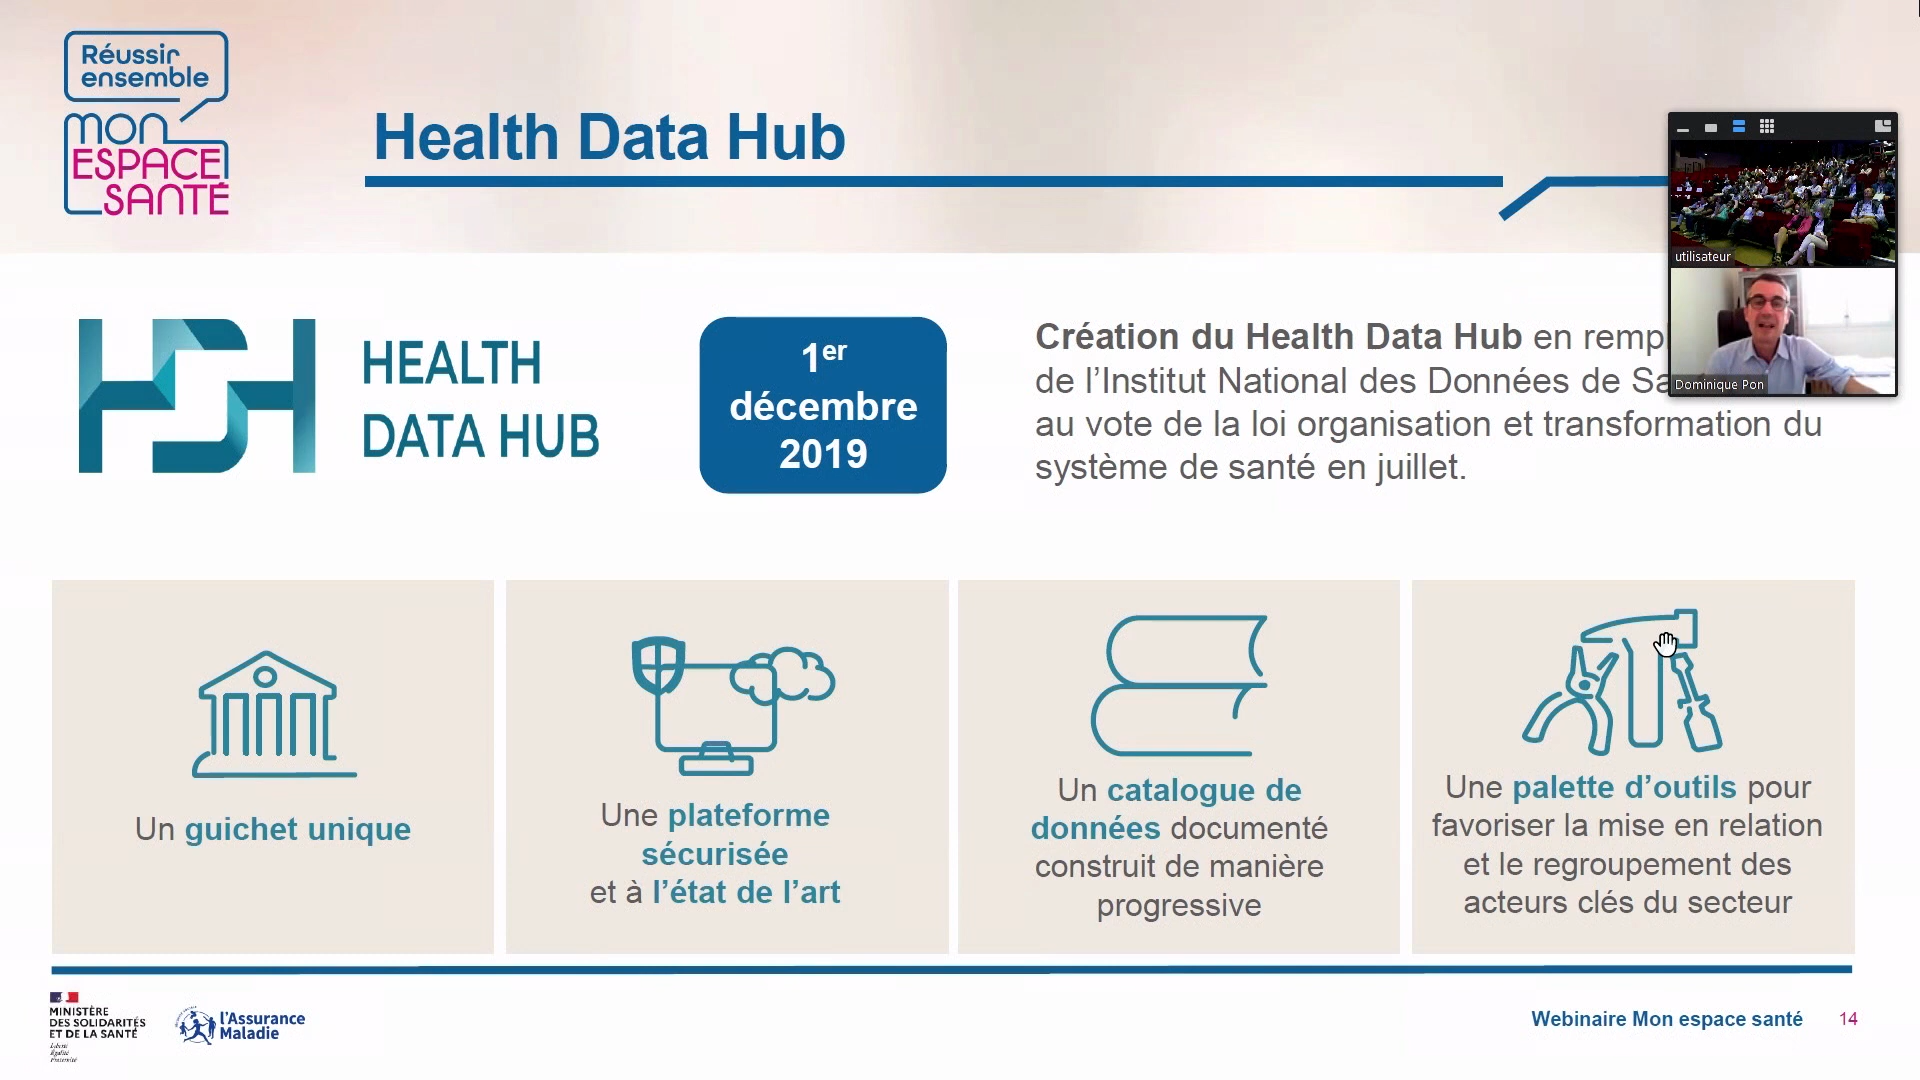 Réussir
ensemble
mon
ESPACE
SANTÉ
Health Data Hub
utilisateur
Dominique Pon
HEALTH
DATA HUB
1er
décembre
2019
Création du Health Data Hub en
de l’Institut National des Données de
au vote de la loi organisation et transformation du
système de santé en juillet.
Un guichet unique
Une plateforme
sécurisée
et à l’état de l’art
Un catalogue de
données documenté
construit de manière
progressive
Une palette d’outils pour
favoriser la mise en relation
et le regroupement des
acteurs clés du secteur
MINISTÈRE
DES SOLIDARITÉS
ET DE LA SANTÉ
Liberté
Égalité
Fraternité
l’Assurance
Maladie
Webinaire Mon espace santé
14